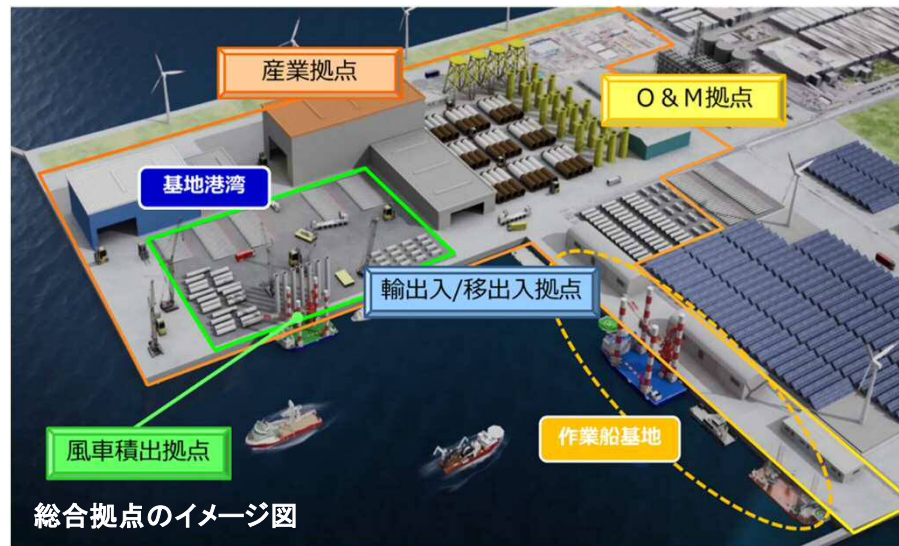 産業拠点
O＆M拠点
基地港湾
輸出入/移出入拠点
風車積出拠点
作業船基地
総合拠点のイメージ図